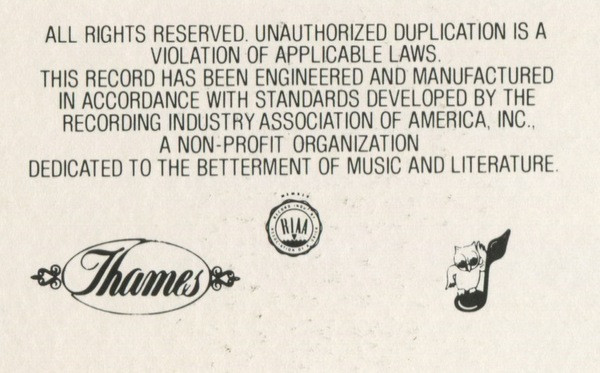 ALL RIGHTS RESERVED. UNAUTHORIZED DUPLICATION IS A
VIOLATION OF APPLICABLE LAWS.
THIS RECORD HAS BEEN ENGINEERED AND MANUFACTURED
IN ACCORDANCE WITH STANDARDS DEVELOPED BY THE
RECORDING INDUSTRY ASSOCIATION OF AMERICA, INC.,
A NON-PROFIT ORGANIZATION
DEDICATED TO THE BETTERMENT OF MUSIC AND LITERATURE.
MEMBER
RIAA
Thames